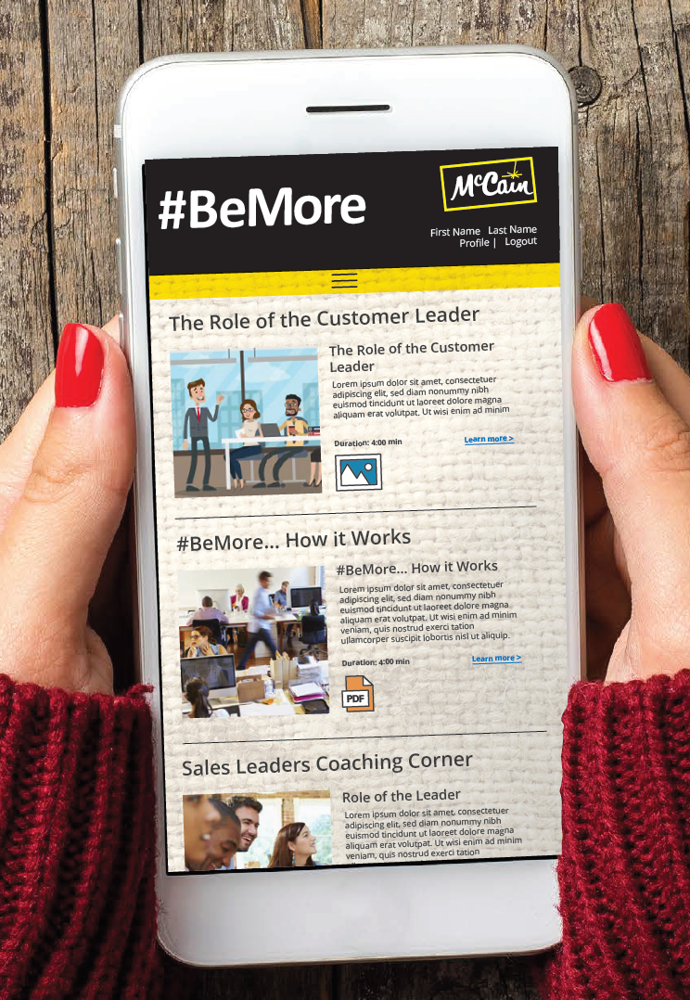 #BeMore
McCain
First Name Last Name
Profile | Logout
The Role of the Customer Leader
The Role of the Customer
Leader
Lorem ipsum dolor sit amet, consectetuer
adipiscing elit, sed diam nonummy nibh
euismod tincidunt ut laoreet dolore magna
aliquam erat volutpat. Ut wisi enim ad minim
Duration: 4:00 min
Learn more >
#BeMore... How it Works
#BeMore... How it Works
Lorem ipsum dolor sit amet, consectetuer
adipiscing elit, sed diam nonummy nibh
euismod tincidunt ut laoreet dolore magna
aliquam erat volutpat. Ut wisi enim ad minim
veniam, quis nostrud exerci tation
ullamcorper suscipit lobortis nisl ut aliquip.
Duration: 4:00 min
Learn more >
PDF
Sales Leaders Coaching Corner
Role of the Leader
Lorem ipsum dolor sit amet, consectetuer
adipiscing elit, sed diam nonummy nibh
euismod tincidunt ut laoreet dolore magna
aliquam erat volutpat. Ut wisi enim ad minim
veniam, quis nostrud exerci tation